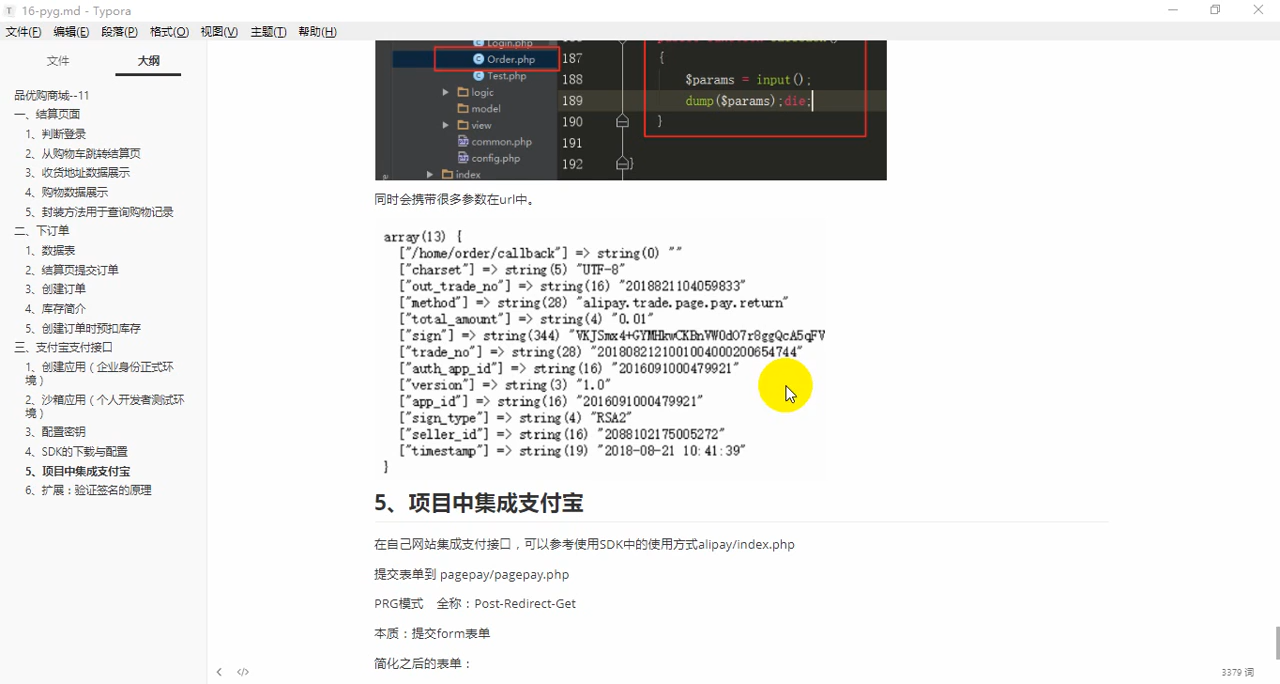 16-pyg.md - Typora
文件(F) 编辑(E) 段落(P) 格式(O) 视图(V) 主题(T) 帮助(H)
文件 大纲
品优购商城--11
一、结算页面
1、判断登录
2、从购物车跳转结算页
3、收货地址数据展示
4、购物数据展示
5、封装方法用于查询购物记录
二、下订单
1、数据表
2、结算页提交订单
3、创建订单
4、库存简介
5、创建订单时预扣库存
三、支付宝支付接口
1、创建应用（企业身份正式环
境）
2、沙箱应用（个人开发者测试环
境）
3、配置密钥
4、SDK的下载与配置
5、项目中集成支付宝
6、扩展：验证签名的原理
Login.php
Order.php
Test.php
logic
model
view
common.php
config.php
index
187 {
188 $params = input();
189 dump($params);die;
190 }
191
192 }
同时会携带很多参数在url中。
array(13) {
["/home/order/callback"] => string(0) ""
["charset"] => string(5) "UTF-8"
["out_trade_no"] => string(16) "2018821104059833"
["method"] => string(28) "alipay.trade.page.pay.return"
["total_amount"] => string(4) "0.01"
["sign"] => string(344) "VKJSmx4+GYMHkwCKBnVW0dO7r8ggQcA5qFV
["trade_no"] => string(28) "2018082121001004000200654744"
["auth_app_id"] => string(16) "2016091000479921"
["version"] => string(3) "1.0"
["app_id"] => string(16) "2016091000479921"
["sign_type"] => string(4) "RSA2"
["seller_id"] => string(16) "2088102175005272"
["timestamp"] => string(19) "2018-08-21 10:41:39"
}
5、项目中集成支付宝
在自己网站集成支付接口，可以参考使用SDK中的使用方式alipay/index.php
提交表单到 pagepay/pagepay.php
PRG模式 全称：Post-Redirect-Get
本质：提交form表单
简化之后的表单：
3379 词